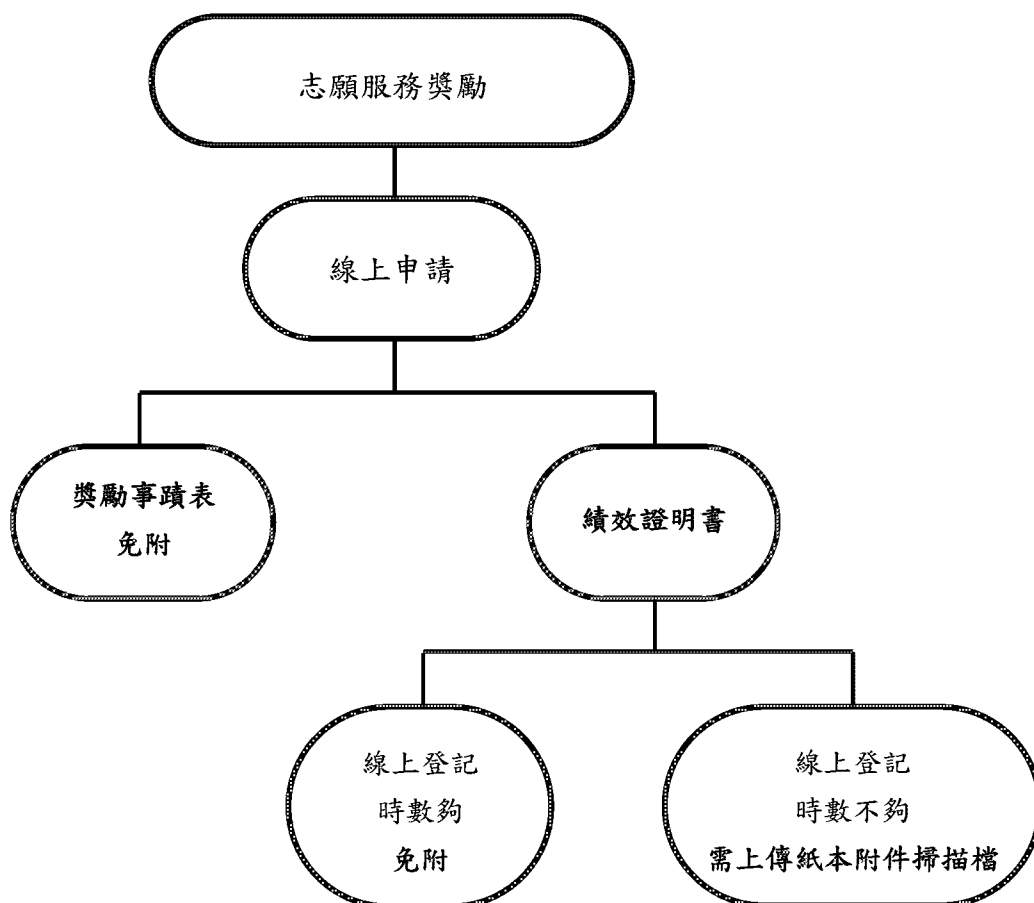 志願服務獎勵
線上申請
獎勵事蹟表
免附
績效證明書
線上登記
時數夠
免附
線上登記
時數不夠
需上傳紙本附件掃描檔